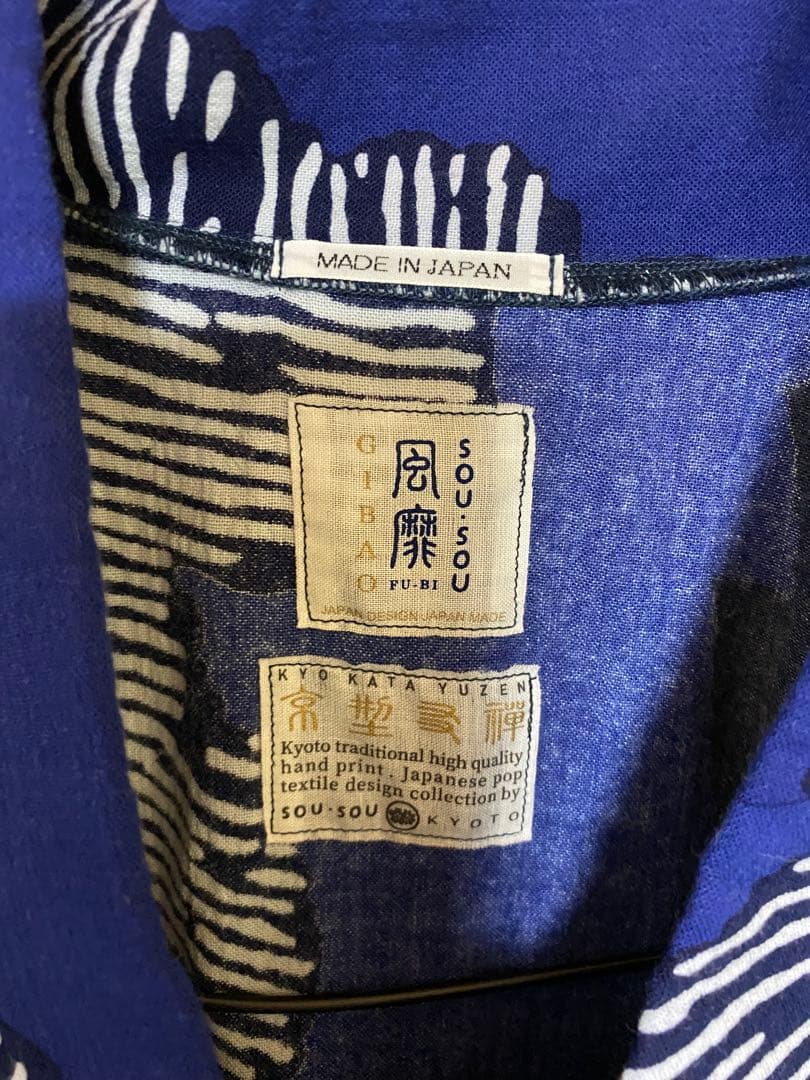 MADE IN JAPAN
GIBAO
風靡
FU-BI
SOU・SOU
JAPAN DESIGN JAPAN MADE
KYO KATA YUZEN
京型友禅
Kyoto traditional high quality
hand print . Japanese pop
textile design collection by
SOU・SOU KYOTO